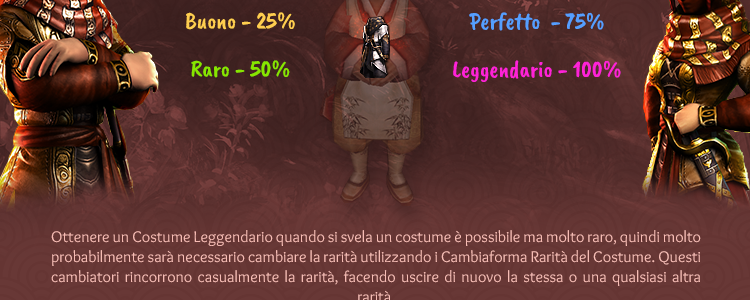 Buono - 25% Perfetto - 75%
Raro - 50% Leggendario - 100%
Ottenere un Costume Leggendario quando si svela un costume è possibile ma molto raro, quindi molto
probabilmente sarà necessario cambiare la rarità utilizzando i Cambiaforma Rarità del Costume. Questi
cambiatori rincorrono casualmente la rarità, facendo uscire di nuovo la stessa o una qualsiasi altra
rarità